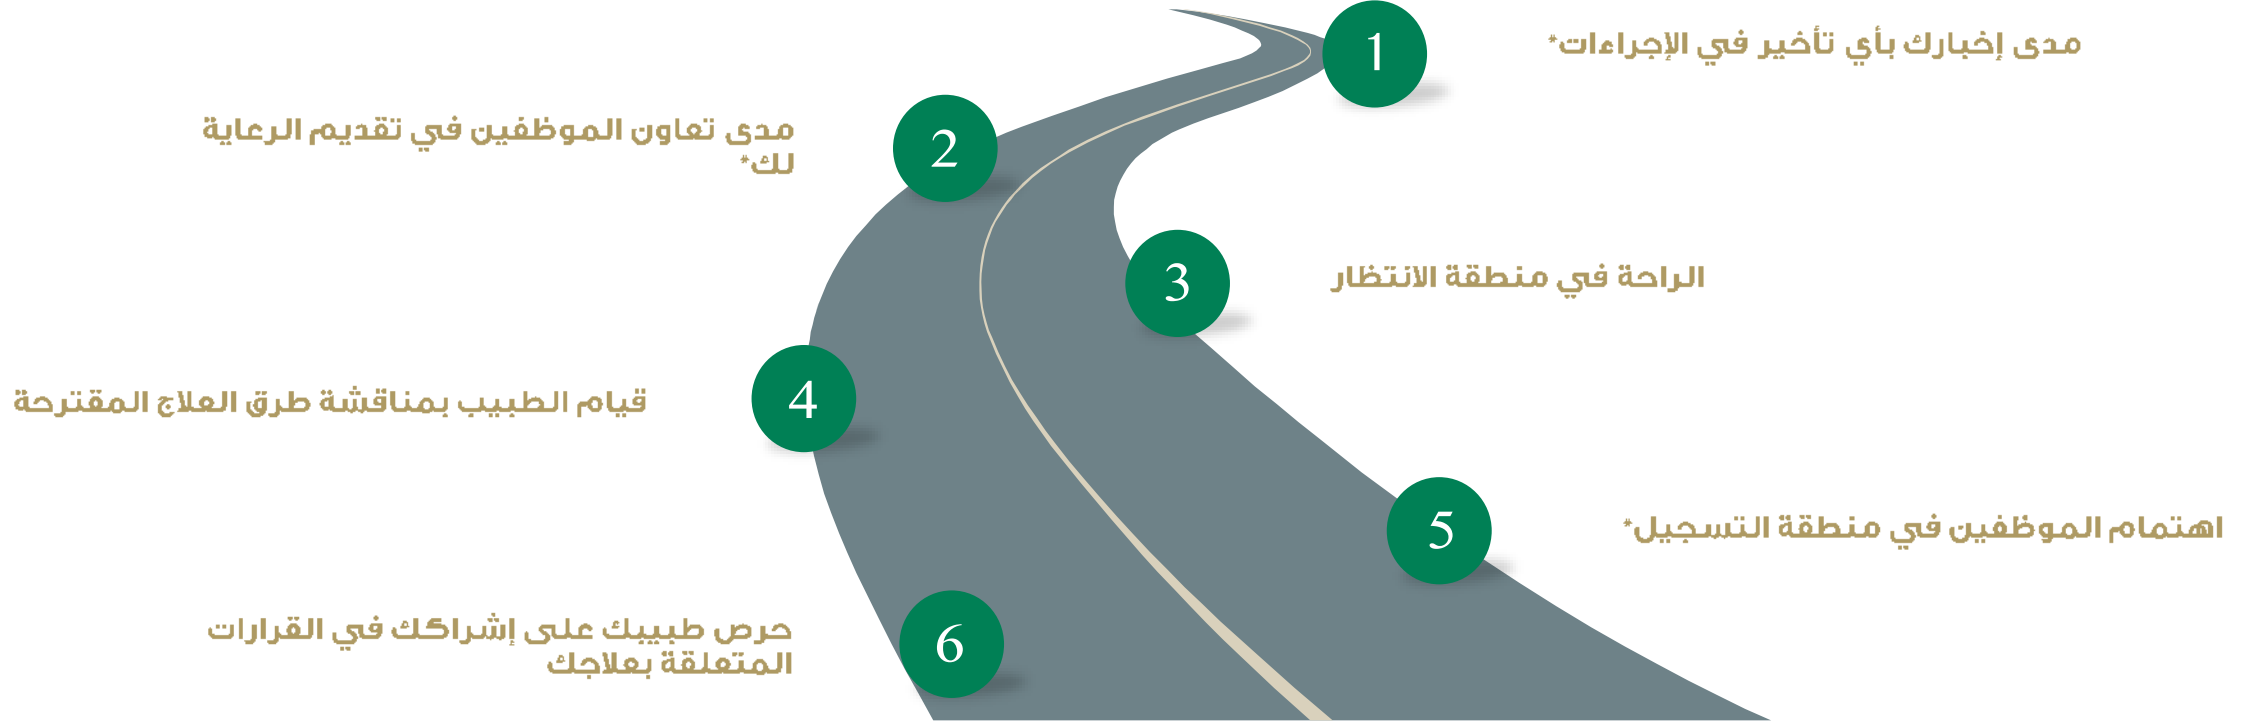 1
مدى إخبارك بأي تأخير في الإجراءات*
2
مدى تعاون الموظفين في تقديم الرعاية
لك*
3
الراحة في منطقة الانتظار
4
قيام الطبيب بمناقشة طرق العلاج المقترحة
5
اهتمام الموظفين في منطقة التسجيل*
6
حرص طبيبك على إشراكك في القرارات
المتعلقة بعلاجك